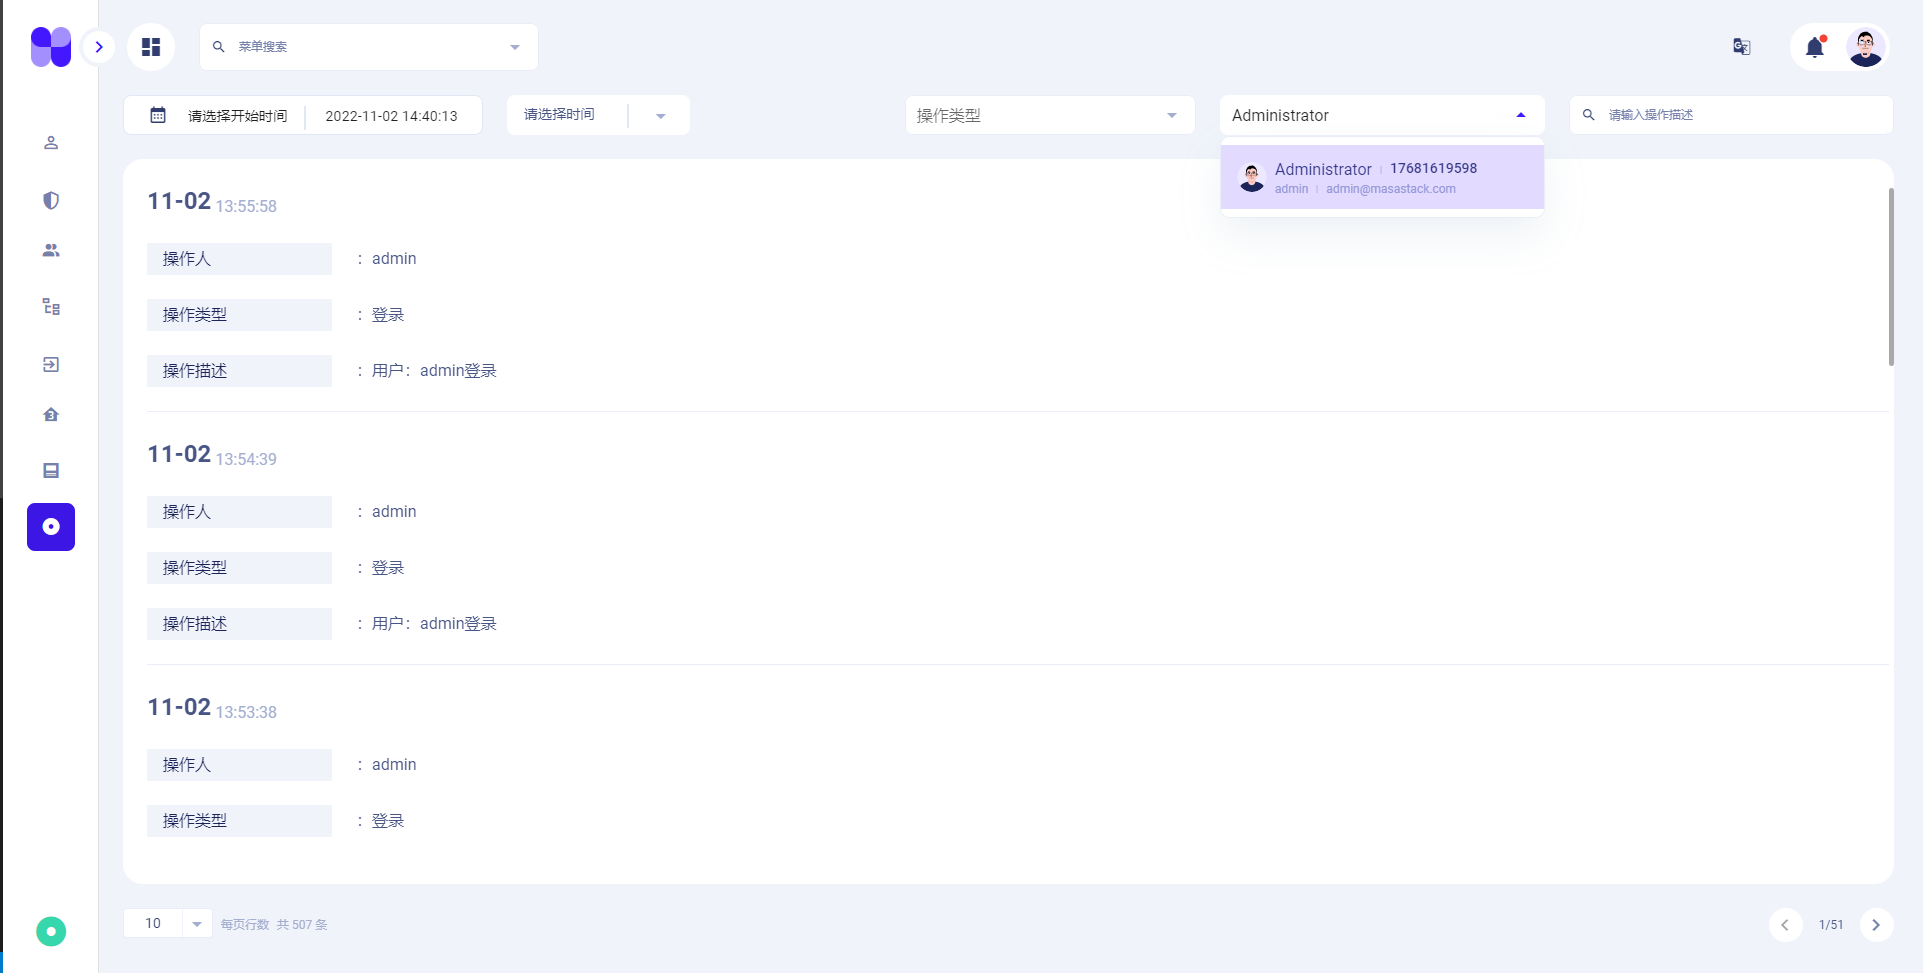 菜单搜索
请选择开始时间 2022-11-02 14:40:13 请选择时间 操作类型 Administrator 请输入操作描述
Administrator 17681619598
admin admin@masastack.com
11-02 13:55:58
操作人 : admin
操作类型 : 登录
操作描述 : 用户：admin登录
11-02 13:54:39
操作人 : admin
操作类型 : 登录
操作描述 : 用户：admin登录
11-02 13:53:38
操作人 : admin
操作类型 : 登录
10 每页行数 共 507 条 1/51